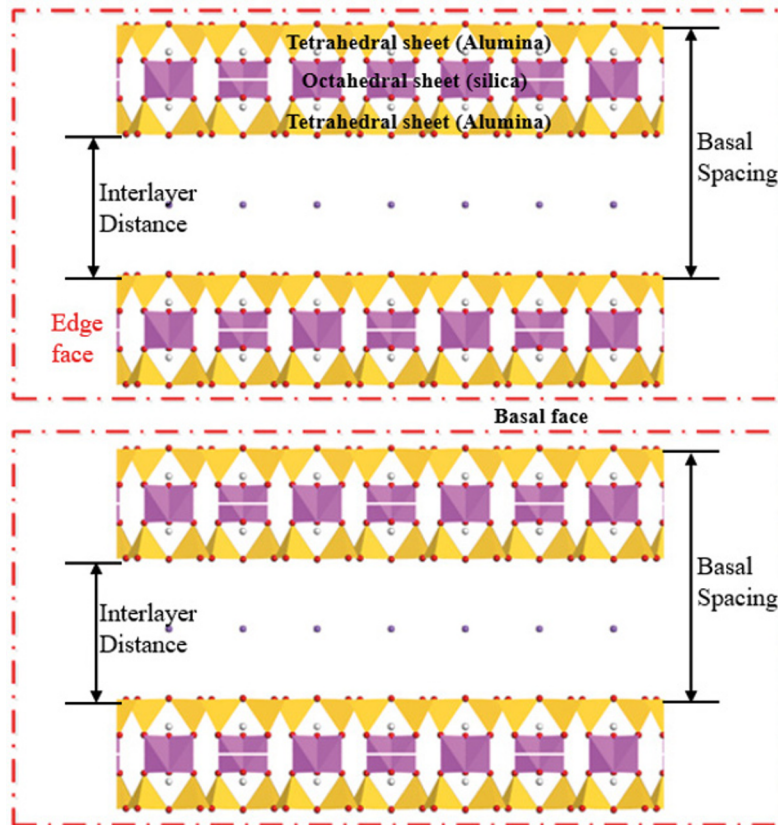 Tetrahedral sheet (Alumina)
Octahedral sheet (silica)
Tetrahedral sheet (Alumina)
Interlayer
Distance
Basal
Spacing
Edge
face
Basal face
Interlayer
Distance
Basal
Spacing